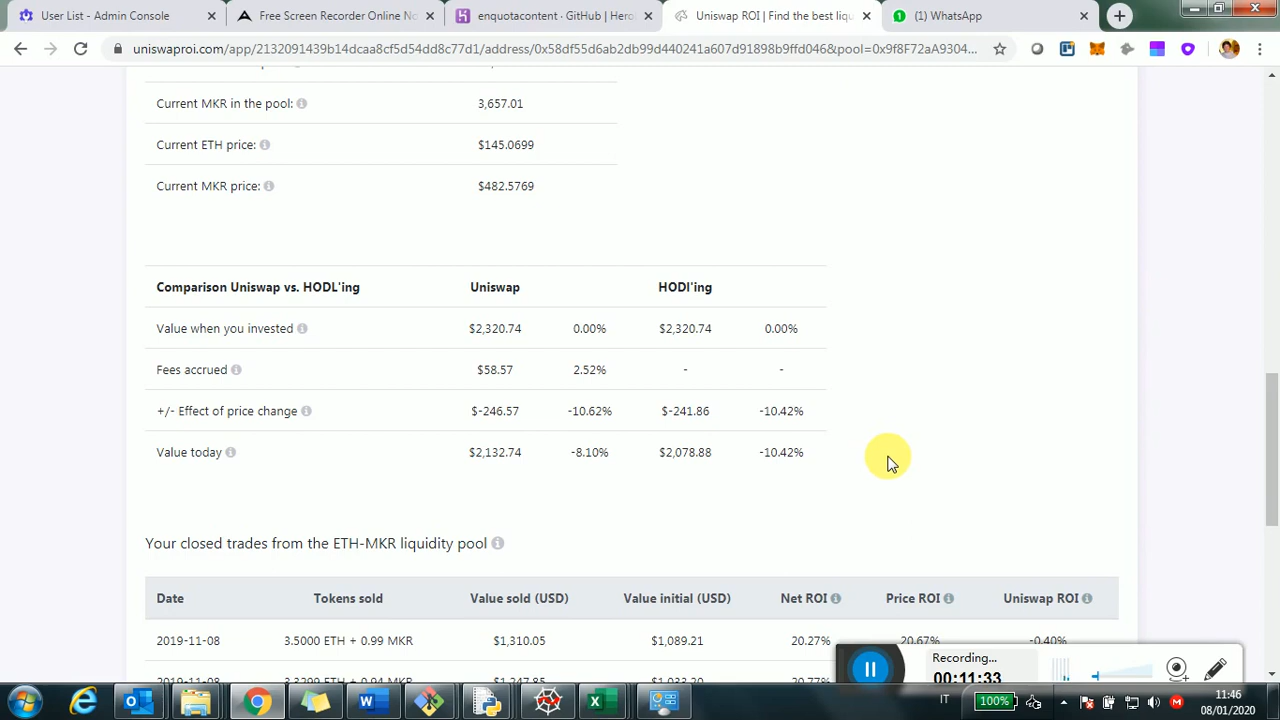 User List - Admin Console
Free Screen Recorder Online No
enquotacontent · GitHub | Hero
Uniswap ROI | Find the best liqu
(1) WhatsApp
uniswaproi.com/app/2132091439b14dcaa8cf5d54dd8c77d1/address/0x58df55d6ab2db99d440241a607d91898b9ffd046&pool=0x9f8F72aA9304...
Current MKR in the pool: 3,657.01
Current ETH price: $145.0699
Current MKR price: $482.5769
Comparison Uniswap vs. HODL'ing Uniswap HODl'ing
Value when you invested $2,320.74 0.00% $2,320.74 0.00%
Fees accrued $58.57 2.52% - -
+/- Effect of price change $-246.57 -10.62% $-241.86 -10.42%
Value today $2,132.74 -8.10% $2,078.88 -10.42%
Your closed trades from the ETH-MKR liquidity pool
Date Tokens sold Value sold (USD) Value initial (USD) Net ROI Price ROI Uniswap ROI
2019-11-08 3.5000 ETH + 0.99 MKR $1,310.05 $1,089.21 20.27% 20.67% -0.40%
Recording...
00:11:33
IT
100%
11:46
08/01/2020